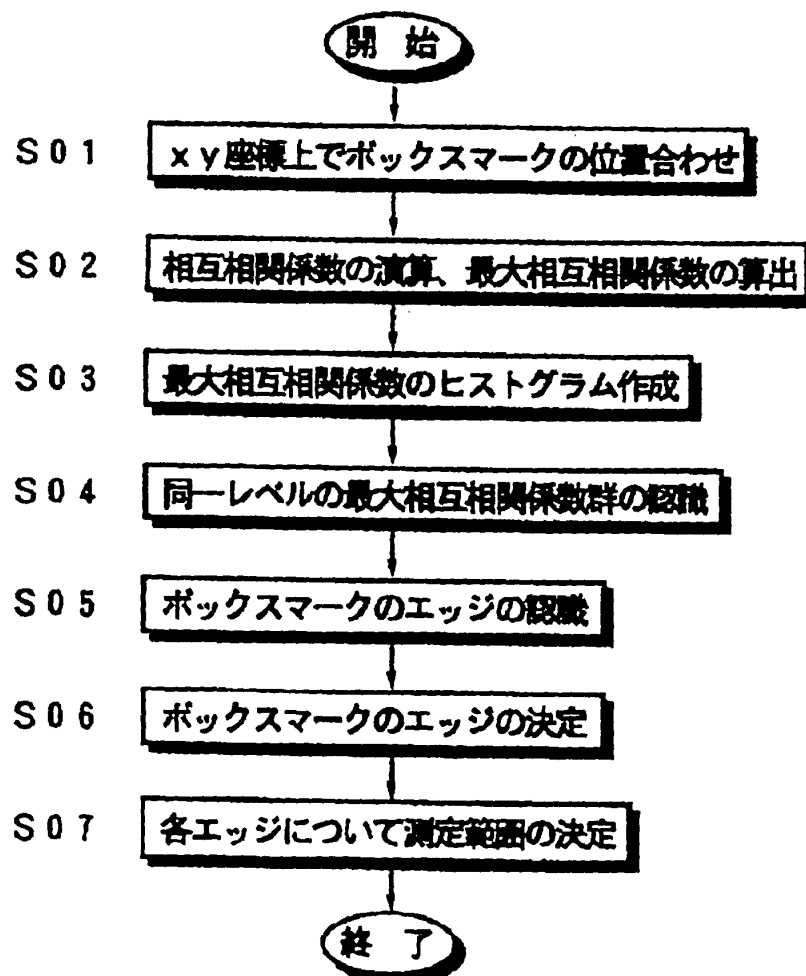 開 始
S01 xy座標上でボックスマークの位置合わせ
S02 相互相関係数の演算、最大相互相関係数の算出
S03 最大相互相関係数のヒストグラム作成
S04 同一レベルの最大相互相関係数群の認識
S05 ボックスマークのエッジの認識
S06 ボックスマークのエッジの決定
S07 各エッジについて測定範囲の決定
終 了